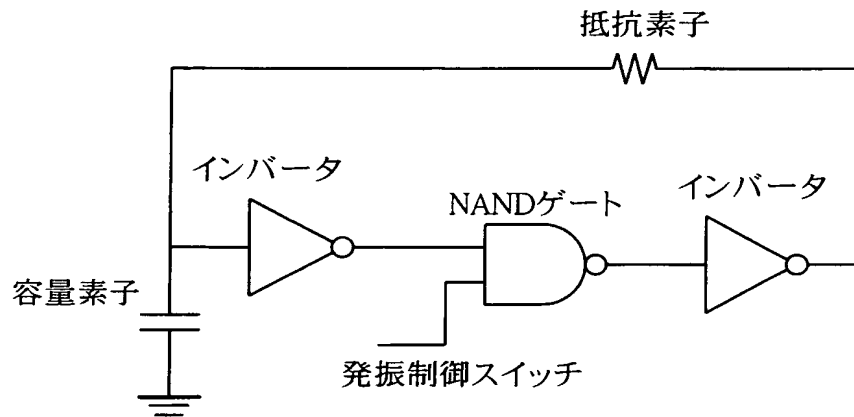 抵抗素子
インバータ
NANDゲート
インバータ
容量素子
発振制御スイッチ